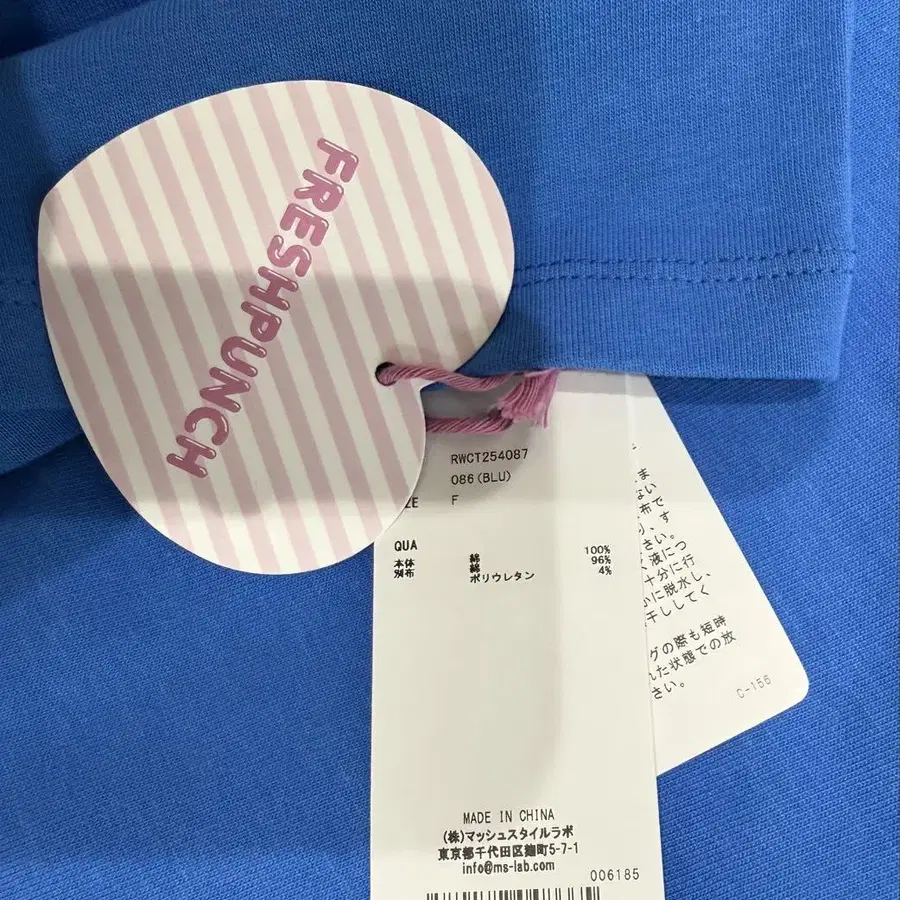 FRESHPUNCH
RWCT254087
086(BLU)
ZE F
QUA
本体 綿 100%
別布 綿 96%
ポリウレタン 4%
MADE IN CHINA
(株)マッシュスタイルラボ
東京都千代田区麹町5-7-1
info@ms-lab.com
006185
ま
ない
布で
り、す
さい。
液につ
十分に行
かに脱水し、
干ししてく
グの際も短時
れた状態での放
さい。
C-156